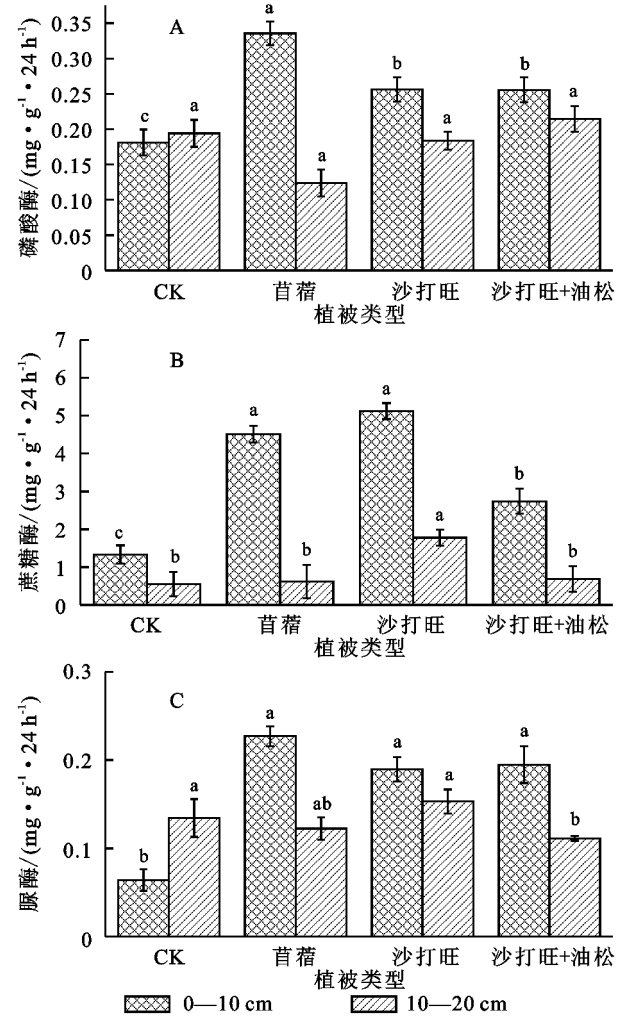 磷酸酶/(mg·g⁻¹·24 h⁻¹)
A
0.35
0.30
0.25
0.20
0.15
0.10
0.05
0
c a a a b a b a
CK 苜蓿 沙打旺 沙打旺+油松
植被类型
蔗糖酶/(mg·g⁻¹·24 h⁻¹)
B
7
6
5
4
3
2
1
0
c b a b a a b b
CK 苜蓿 沙打旺 沙打旺+油松
植被类型
脲酶/(mg·g⁻¹·24 h⁻¹)
C
0.3
0.2
0.1
0
b a a ab a a a b
CK 苜蓿 沙打旺 沙打旺+油松
植被类型
0—10 cm 10—20 cm